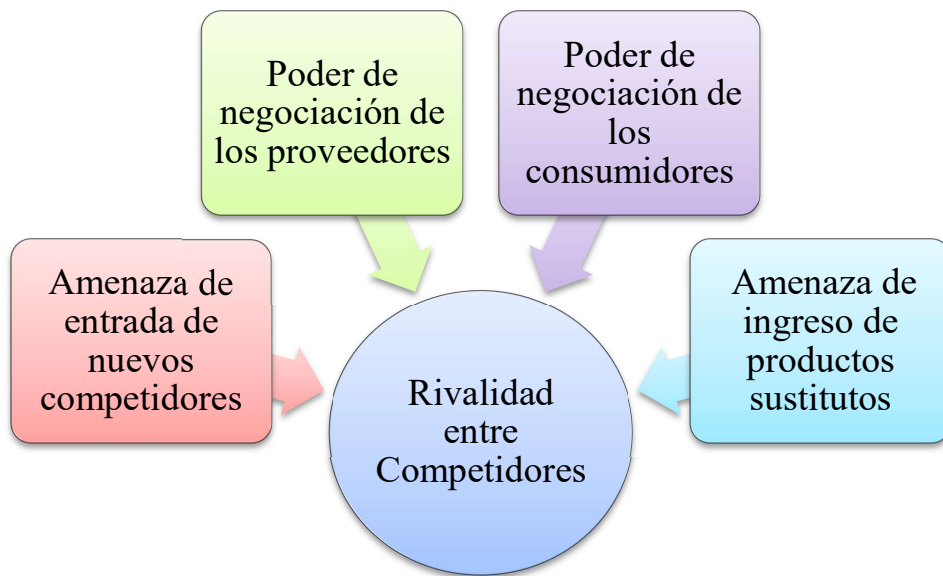 Poder de
negociación de
los proveedores
Poder de
negociación de
los
consumidores
Amenaza de
entrada de
nuevos
competidores
Rivalidad
entre
Competidores
Amenaza de
ingreso de
productos
sustitutos